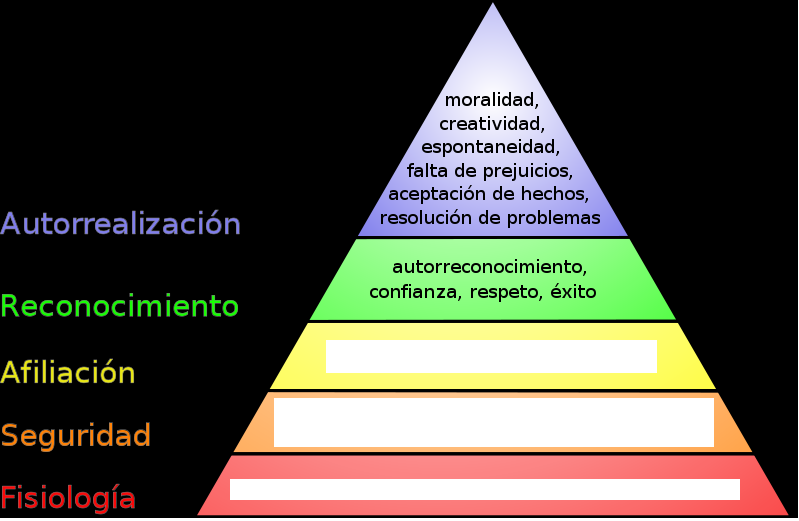 moralidad,
creatividad,
espontaneidad,
falta de prejuicios,
aceptación de hechos,
resolución de problemas
Autorrealización
autorreconocimiento,
confianza, respeto, éxito
Reconocimiento
Afiliación
Seguridad
Fisiología